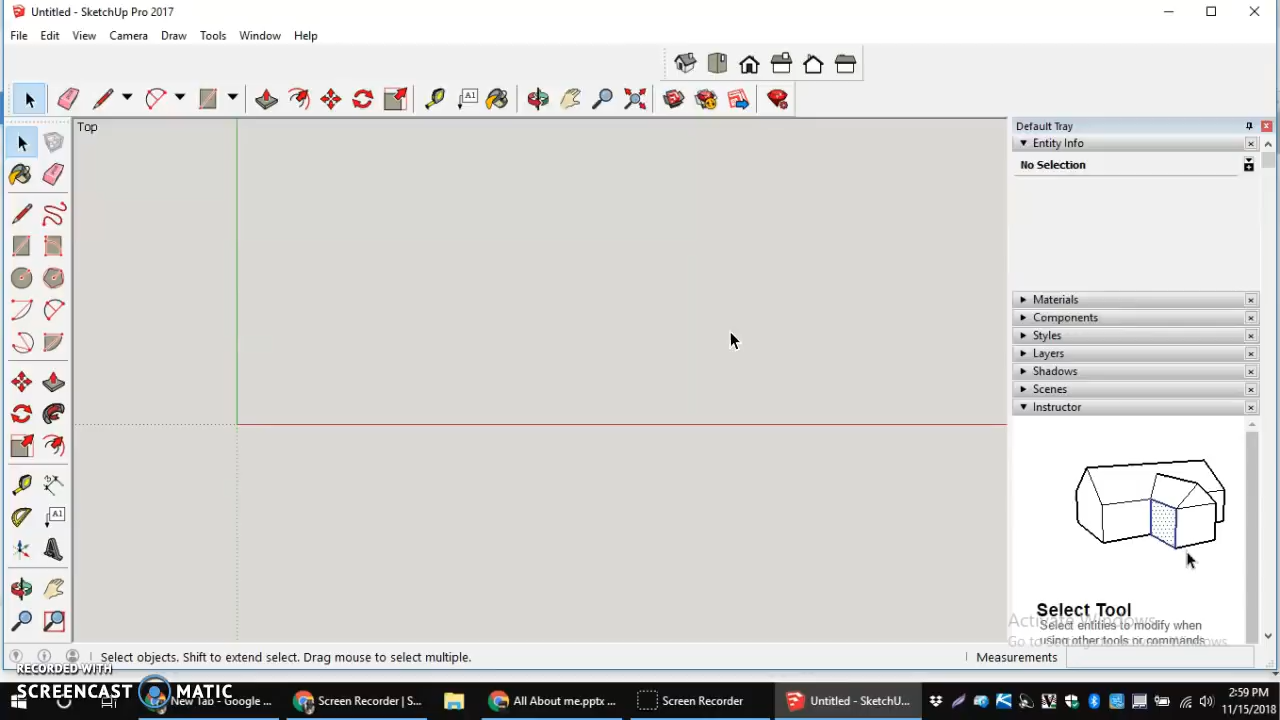 Untitled - SketchUp Pro 2017
File Edit View Camera Draw Tools Window Help
A1
Top
Default Tray
Entity Info
No Selection
Materials
Components
Styles
Layers
Shadows
Scenes
Instructor
A1
Select Tool
Select entities to modify when
using other tools or commands
Activate Windows
Go to Settings to activate Windows.
Select objects. Shift to extend select. Drag mouse to select multiple.
Measurements
RECORDED WITH
SCREENCAST MATIC
New Tab - Google ...
Screen Recorder | S...
All About me.pptx ...
Screen Recorder
Untitled - SketchU...
2:59 PM
11/15/2018